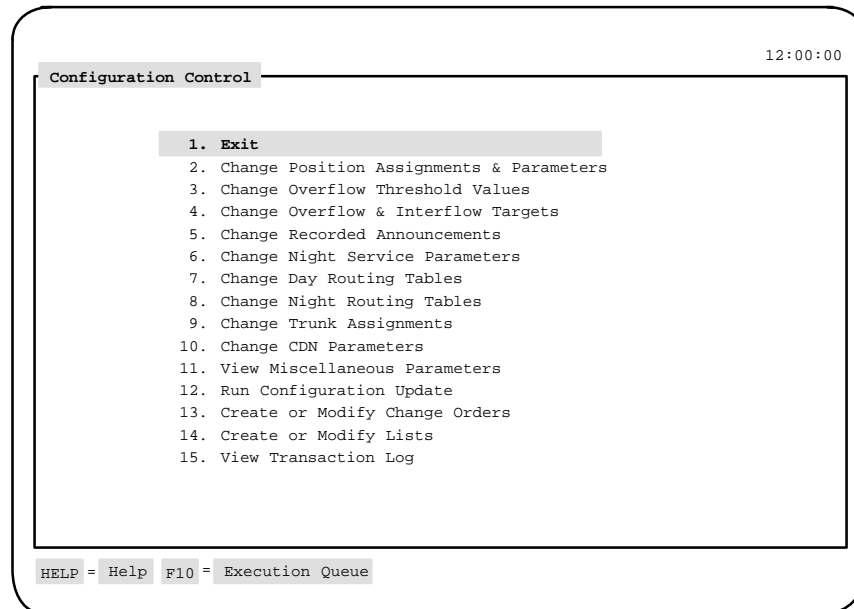 12:00:00
Configuration Control
1. Exit
2. Change Position Assignments & Parameters
3. Change Overflow Threshold Values
4. Change Overflow & Interflow Targets
5. Change Recorded Announcements
6. Change Night Service Parameters
7. Change Day Routing Tables
8. Change Night Routing Tables
9. Change Trunk Assignments
10. Change CDN Parameters
11. View Miscellaneous Parameters
12. Run Configuration Update
13. Create or Modify Change Orders
14. Create or Modify Lists
15. View Transaction Log
HELP = Help F10 = Execution Queue